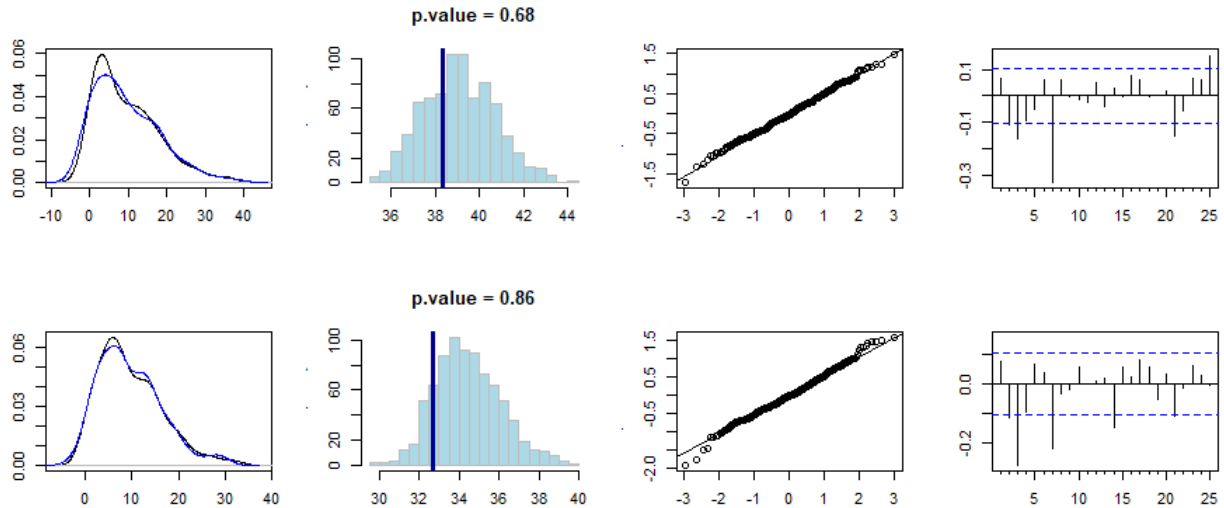 p.value = 0.68
0.00 0.02 0.04 0.06
-10 0 10 20 30 40
0 20 60 100
36 38 40 42 44
-1.5 -0.5 0.5 1.5
-3 -2 -1 0 1 2 3
-0.3 -0.1 0.1
5 10 15 20 25
p.value = 0.86
0.00 0.03 0.06
0 10 20 30 40
0 20 60 100
30 32 34 36 38 40
-2.0 -0.5 0.5 1.5
-3 -2 -1 0 1 2 3
-0.2 0.0
5 10 15 20 25